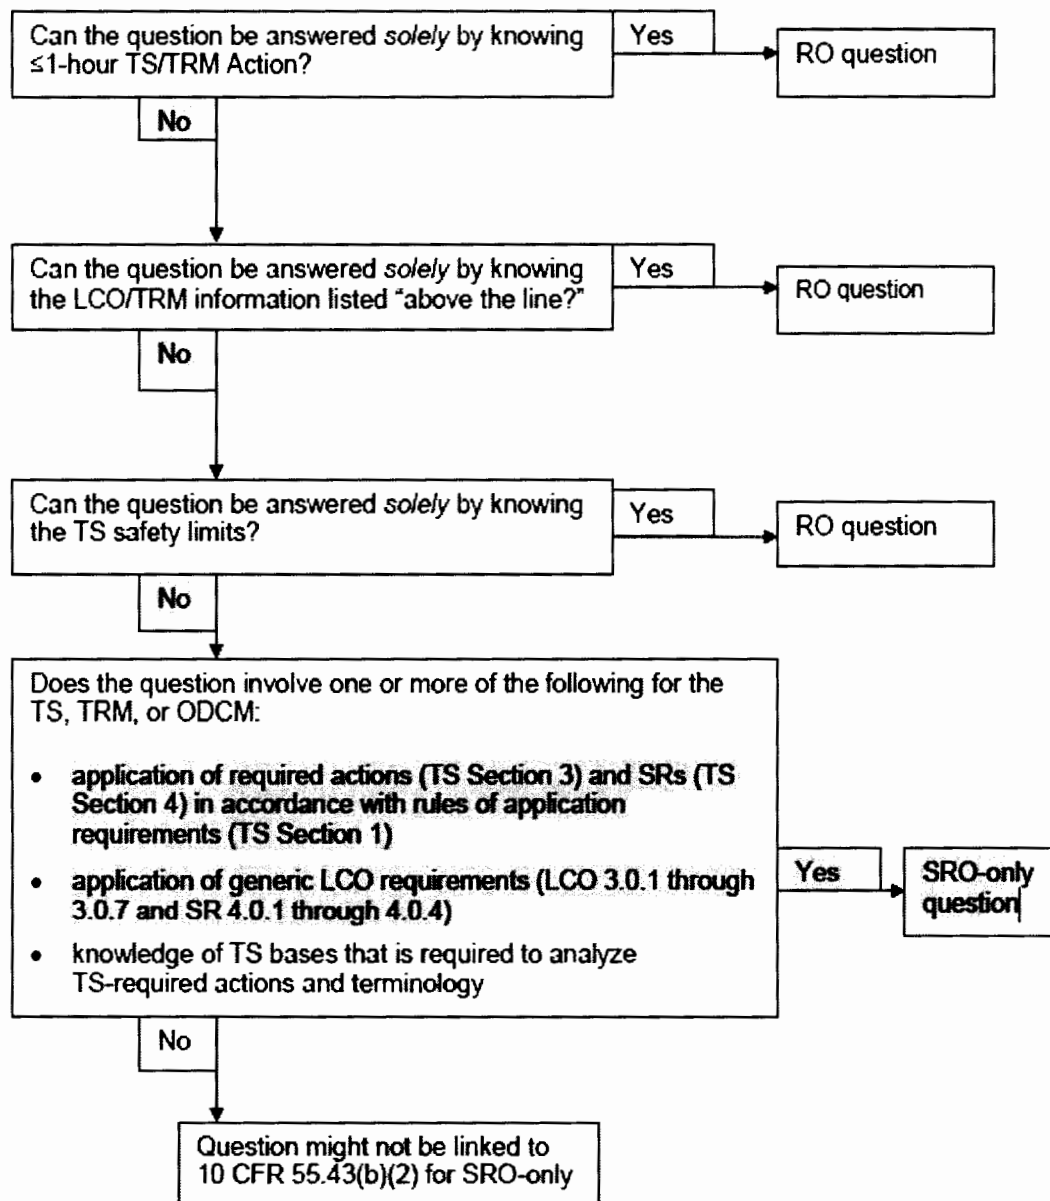 Can the question be answered solely by knowing
≤1-hour TS/TRM Action?
Yes
RO question
No
Can the question be answered solely by knowing
the LCO/TRM information listed “above the line?”
Yes
RO question
No
Can the question be answered solely by knowing
the TS safety limits?
Yes
RO question
No
Does the question involve one or more of the following for the
TS, TRM, or ODCM:
• application of required actions (TS Section 3) and SRs (TS
Section 4) in accordance with rules of application
requirements (TS Section 1)
• application of generic LCO requirements (LCO 3.0.1 through
3.0.7 and SR 4.0.1 through 4.0.4)
• knowledge of TS bases that is required to analyze
TS-required actions and terminology
Yes
SRO-only
question
No
Question might not be linked to
10 CFR 55.43(b)(2) for SRO-only